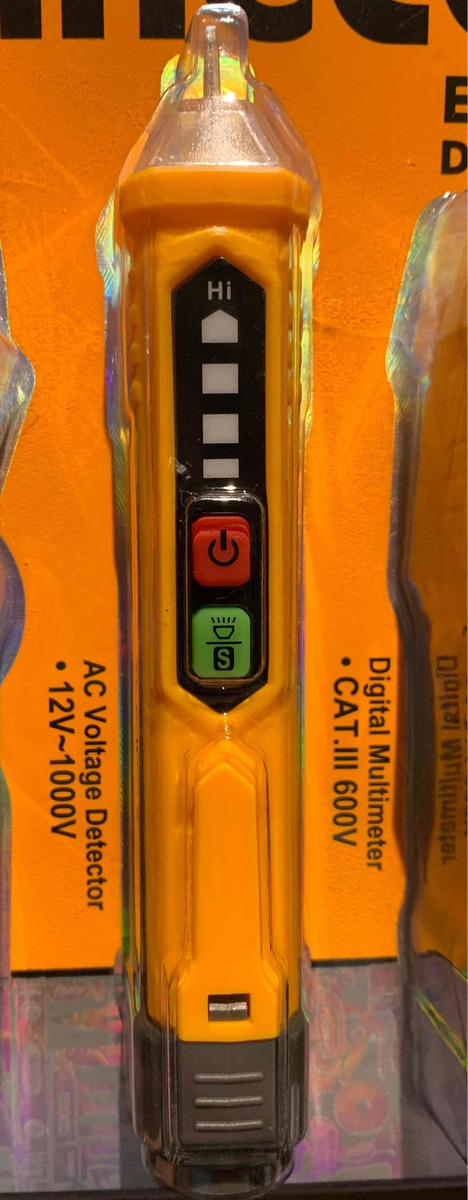 Hi
S
AC Voltage Detector
• 12V~1000V
Digital Multimeter
• CAT.III 600V